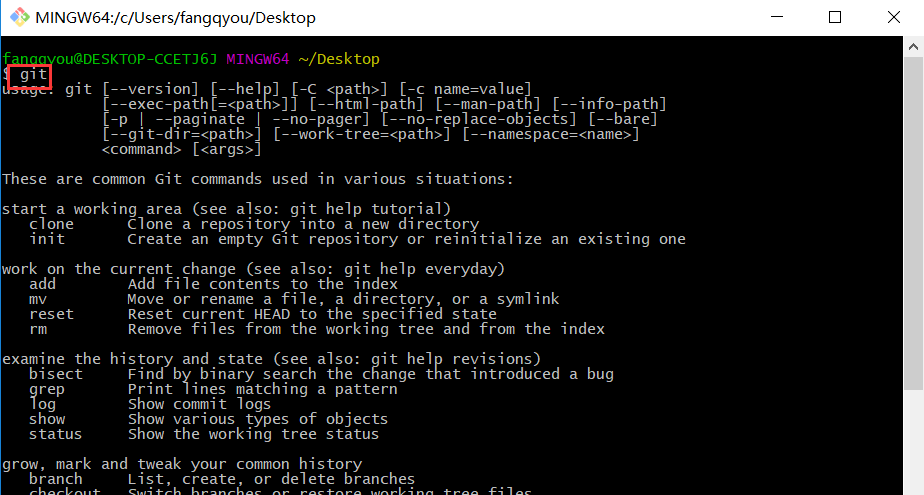 MINGW64:/c/Users/fangqyou/Desktop
fangqyou@DESKTOP-CCETJ6J MINGW64 ~/Desktop
$ git
usage: git [--version] [--help] [-C <path>] [-c name=value]
           [--exec-path[=<path>]] [--html-path] [--man-path] [--info-path]
           [-p | --paginate | --no-pager] [--no-replace-objects] [--bare]
           [--git-dir=<path>] [--work-tree=<path>] [--namespace=<name>]
           <command> [<args>]
These are common Git commands used in various situations:
start a working area (see also: git help tutorial)
   clone      Clone a repository into a new directory
   init       Create an empty Git repository or reinitialize an existing one
work on the current change (see also: git help everyday)
   add        Add file contents to the index
   mv         Move or rename a file, a directory, or a symlink
   reset      Reset current HEAD to the specified state
   rm         Remove files from the working tree and from the index
examine the history and state (see also: git help revisions)
   bisect     Find by binary search the change that introduced a bug
   grep       Print lines matching a pattern
   log        Show commit logs
   show       Show various types of objects
   status     Show the working tree status
grow, mark and tweak your common history
   branch     List, create, or delete branches
   checkout   Switch branches or restore working tree files